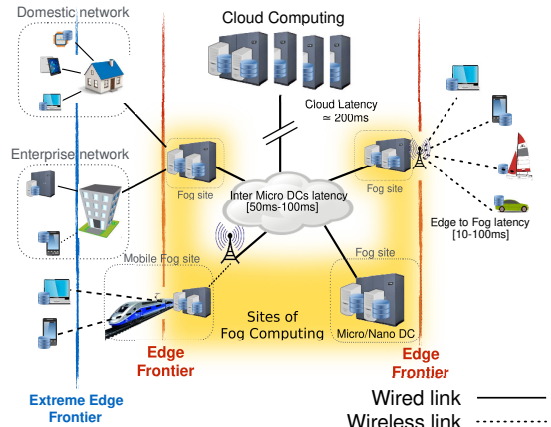 Domestic network
Cloud Computing
Cloud Latency
≃ 200ms
Enterprise network
Fog site
Inter Micro DCs latency
[50ms-100ms]
Fog site
Edge to Fog latency
[10-100ms]
Mobile Fog site
Fog site
Sites of
Fog Computing
Micro/Nano DC
Edge
Frontier
Edge
Frontier
Extreme Edge
Frontier
Wired link
Wireless link